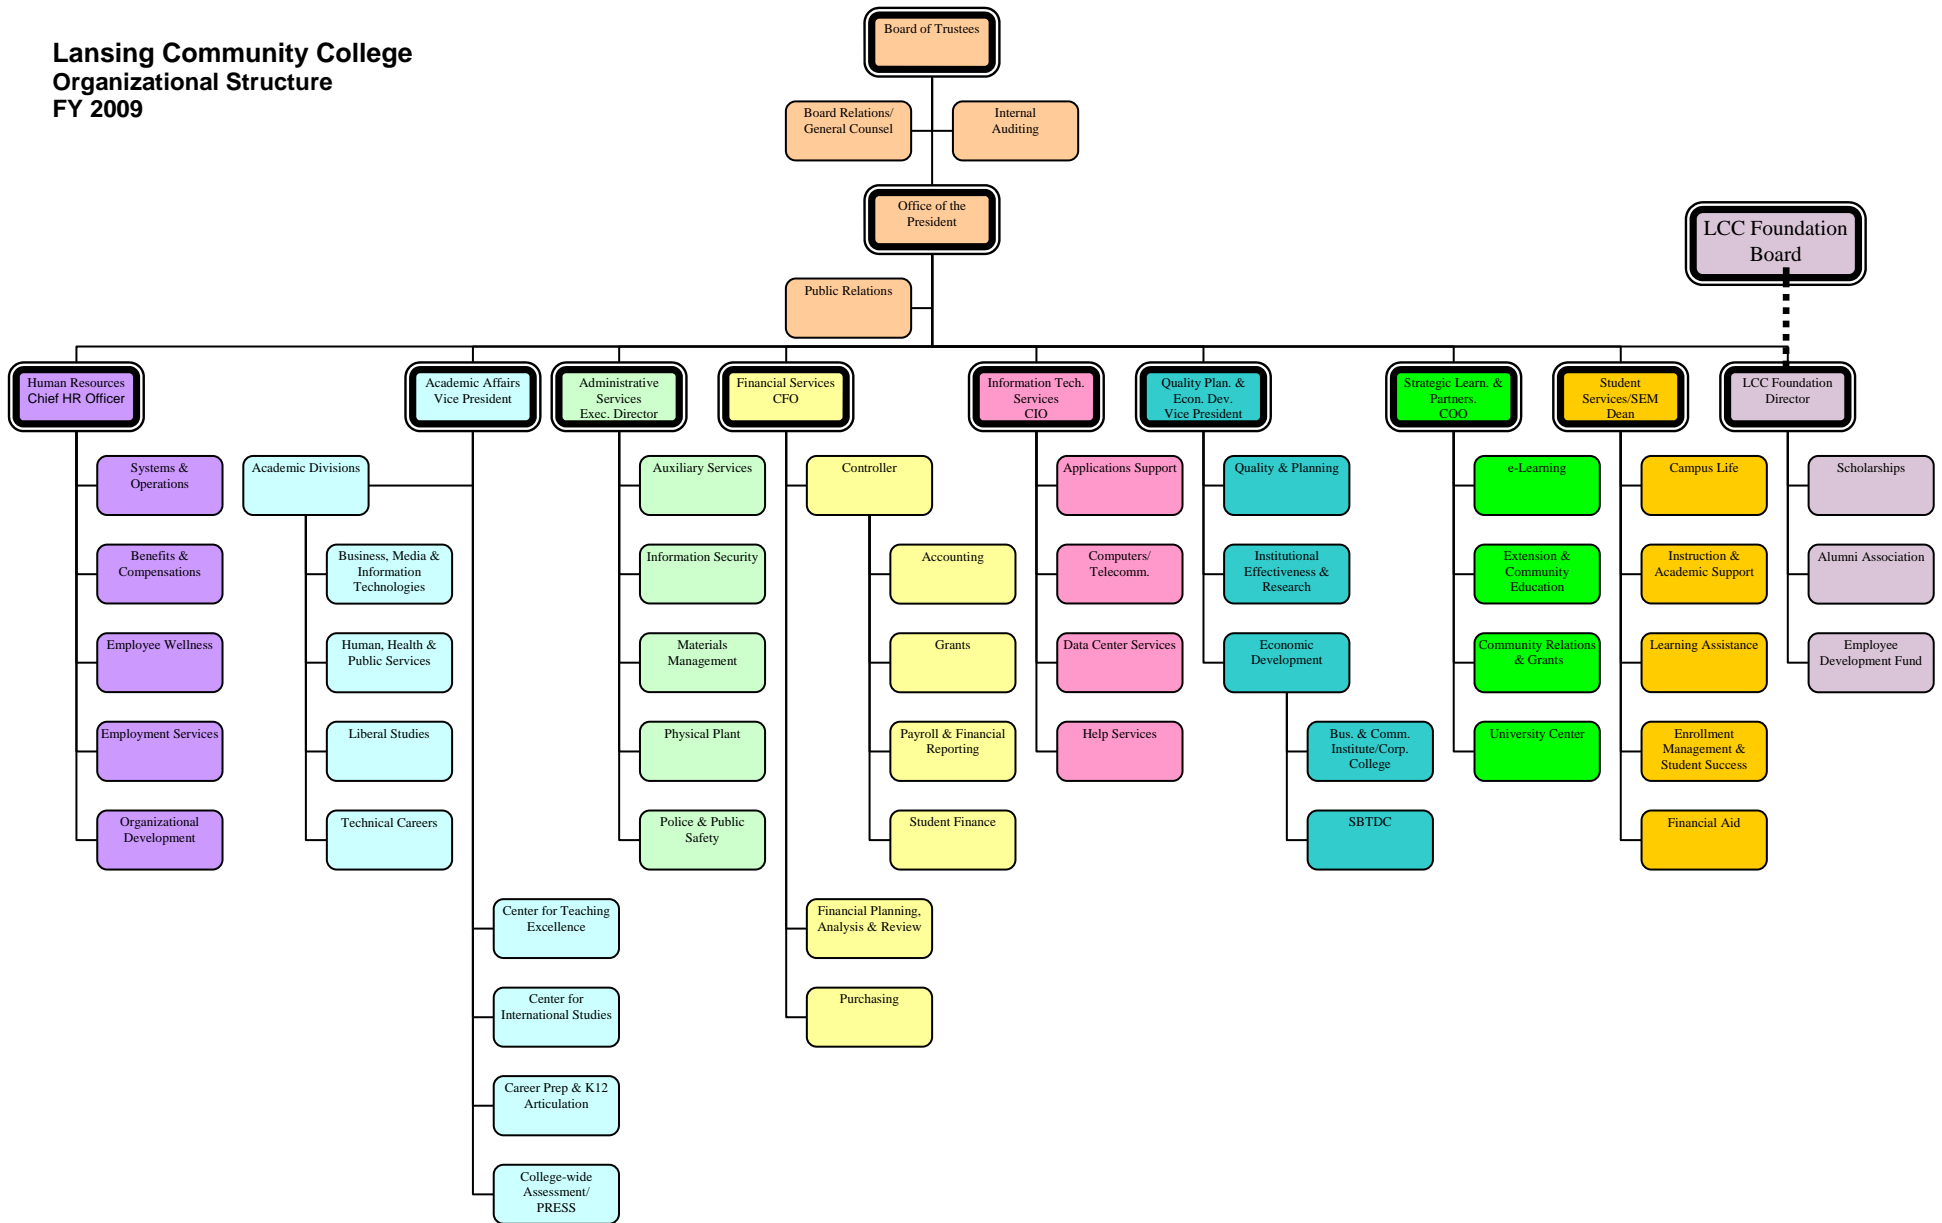 Lansing Community College
Organizational Structure
FY 2009
Board of Trustees
Board Relations/
General Counsel
Internal
Auditing
Office of the
President
LCC Foundation
Board
Public Relations
Human Resources
Chief HR Officer
Academic Affairs
Vice President
Administrative
Services
Exec. Director
Financial Services
CFO
Information Tech.
Services
CIO
Quality Plan. &
Econ. Dev.
Vice President
Strategic Learn. &
Partners.
COO
Student
Services/SEM
Dean
LCC Foundation
Director
Systems &
Operations
Academic Divisions
Auxiliary Services
Controller
Applications Support
Quality & Planning
e-Learning
Campus Life
Scholarships
Benefits &
Compensations
Business, Media &
Information
Technologies
Information Security
Accounting
Computers/
Telecomm.
Institutional
Effectiveness &
Research
Extension &
Community
Education
Instruction &
Academic Support
Alumni Association
Employee Wellness
Human, Health &
Public Services
Materials
Management
Grants
Data Center Services
Economic
Development
Community Relations
& Grants
Learning Assistance
Employee
Development Fund
Employment Services
Liberal Studies
Physical Plant
Payroll & Financial
Reporting
Help Services
Bus. & Comm.
Institute/Corp.
College
University Center
Enrollment
Management &
Student Success
Organizational
Development
Technical Careers
Police & Public
Safety
Student Finance
SBTDC
Financial Aid
Center for Teaching
Excellence
Financial Planning,
Analysis & Review
Center for
International Studies
Purchasing
Career Prep & K12
Articulation
College-wide
Assessment/
PRESS